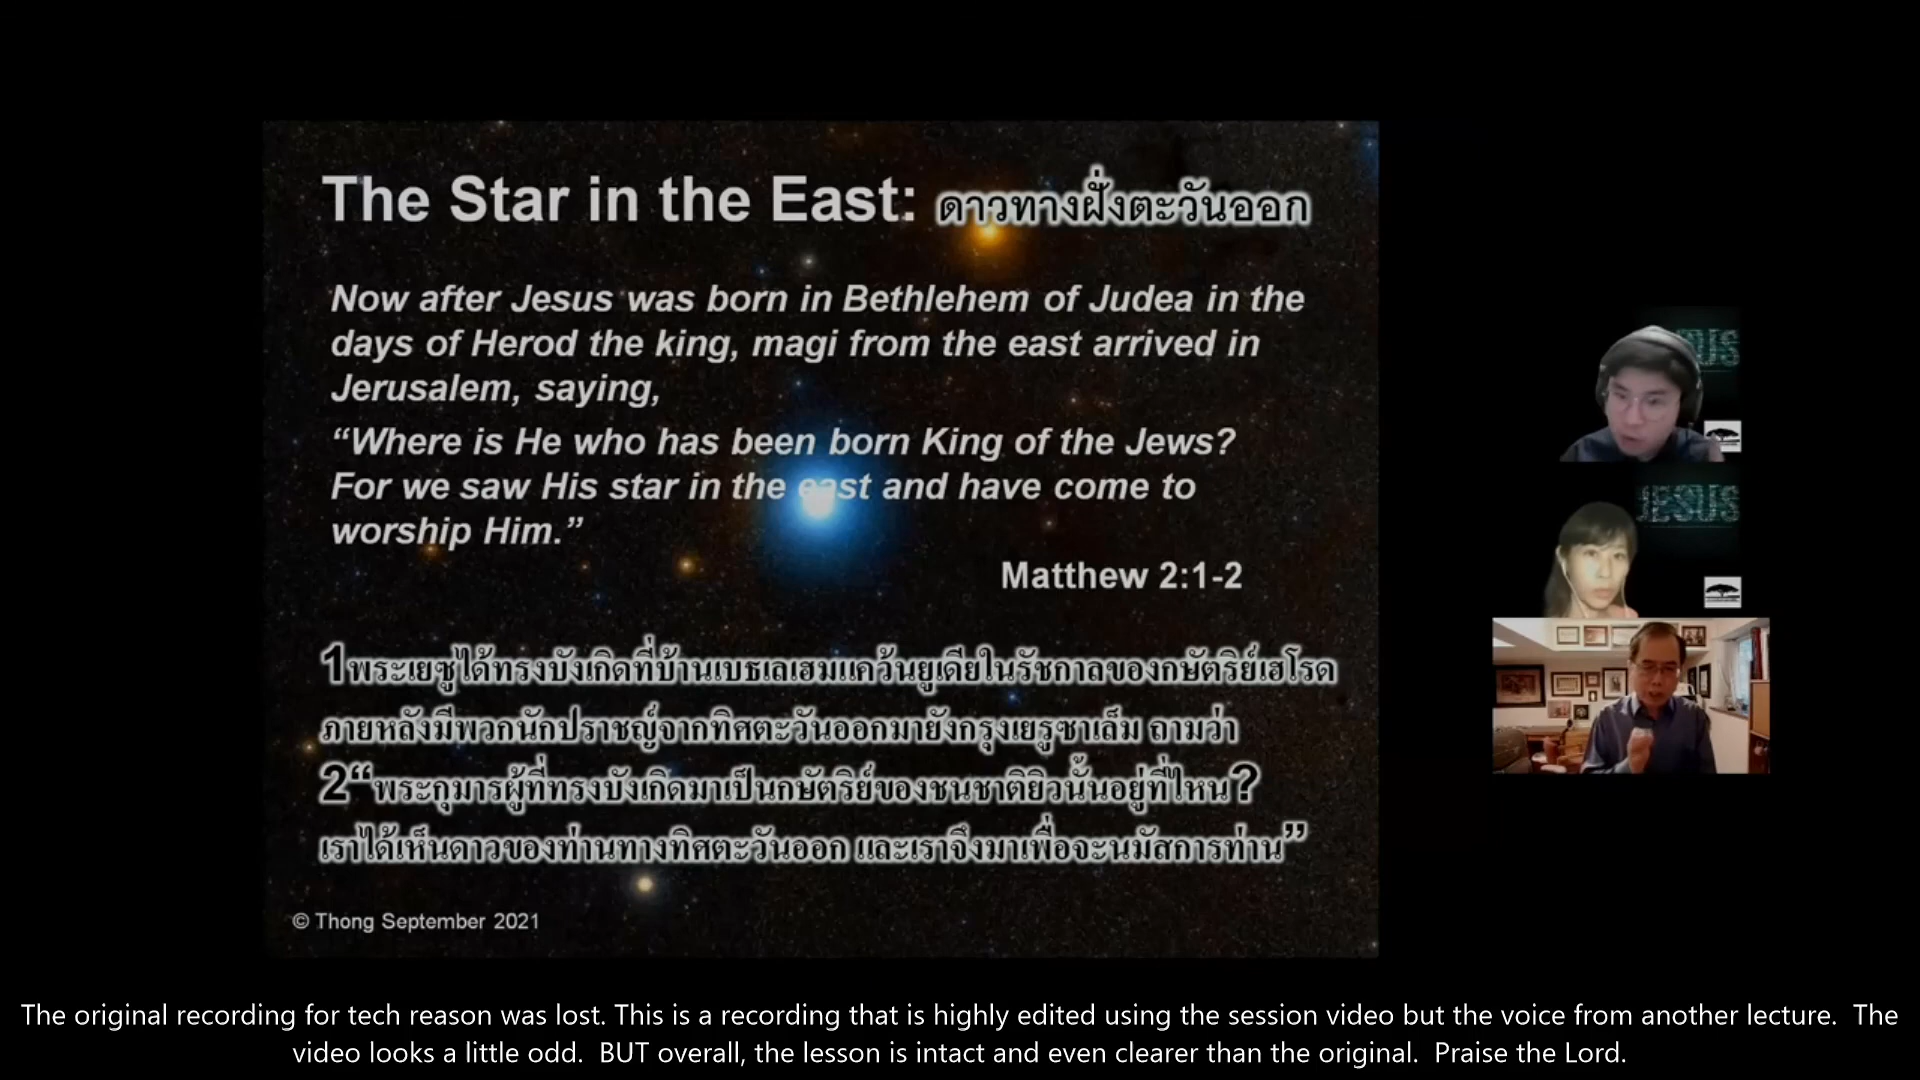 The Star in the East: ดาวทางฝั่งตะวันออก
Now after Jesus was born in Bethlehem of Judea in the
days of Herod the king, magi from the east arrived in
Jerusalem, saying,
“Where is He who has been born King of the Jews?
For we saw His star in the east and have come to
worship Him.”
Matthew 2:1-2
1พระเยซูได้ทรงบังเกิดที่บ้านเบธเลเฮมแคว้นยูเดียในรัชกาลของกษัตริย์เฮโรด
ภายหลังมีพวกนักปราชญ์จากทิศตะวันออกมายังกรุงเยรูซาเล็ม ถามว่า
2“พระกุมารผู้ที่ทรงบังเกิดมาเป็นกษัตริย์ของชนชาติยิวนั้นอยู่ที่ไหน?
เราได้เห็นดาวของท่านทางทิศตะวันออก และเราจึงมาเพื่อจะนมัสการท่าน”
© Thong September 2021
JESUS
The original recording for tech reason was lost. This is a recording that is highly edited using the session video but the voice from another lecture.  The
video looks a little odd.  BUT overall, the lesson is intact and even clearer than the original.  Praise the Lord.